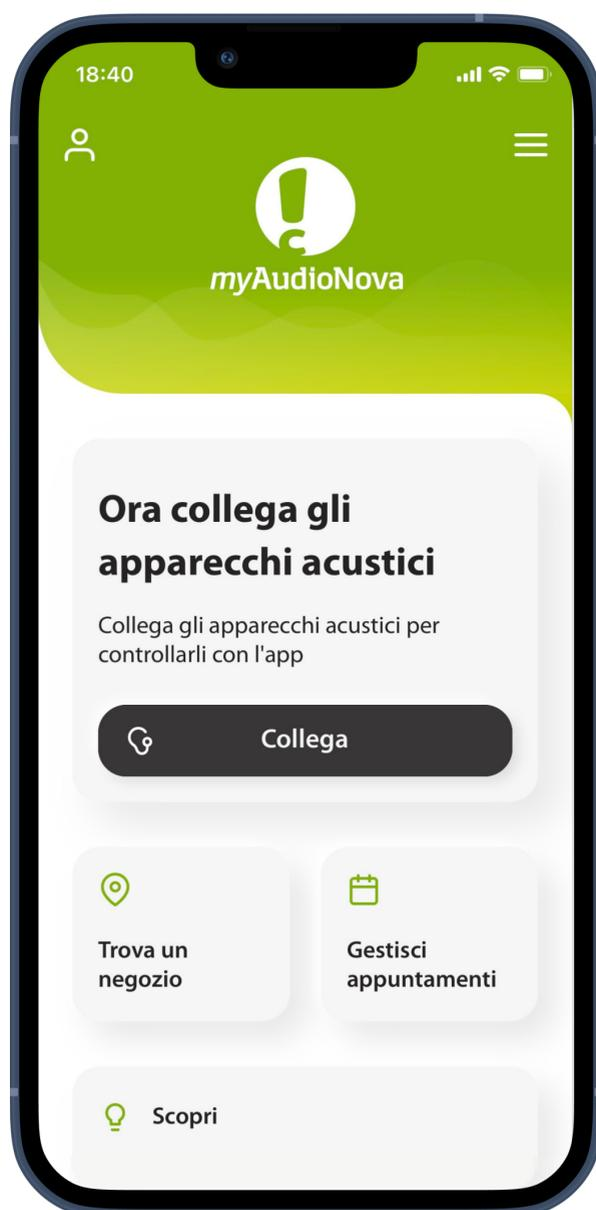 18:40
myAudioNova
Ora collega gli
apparecchi acustici
Collega gli apparecchi acustici per
controllarli con l'app
Collega
Trova un
negozio
Gestisci
appuntamenti
Scopri